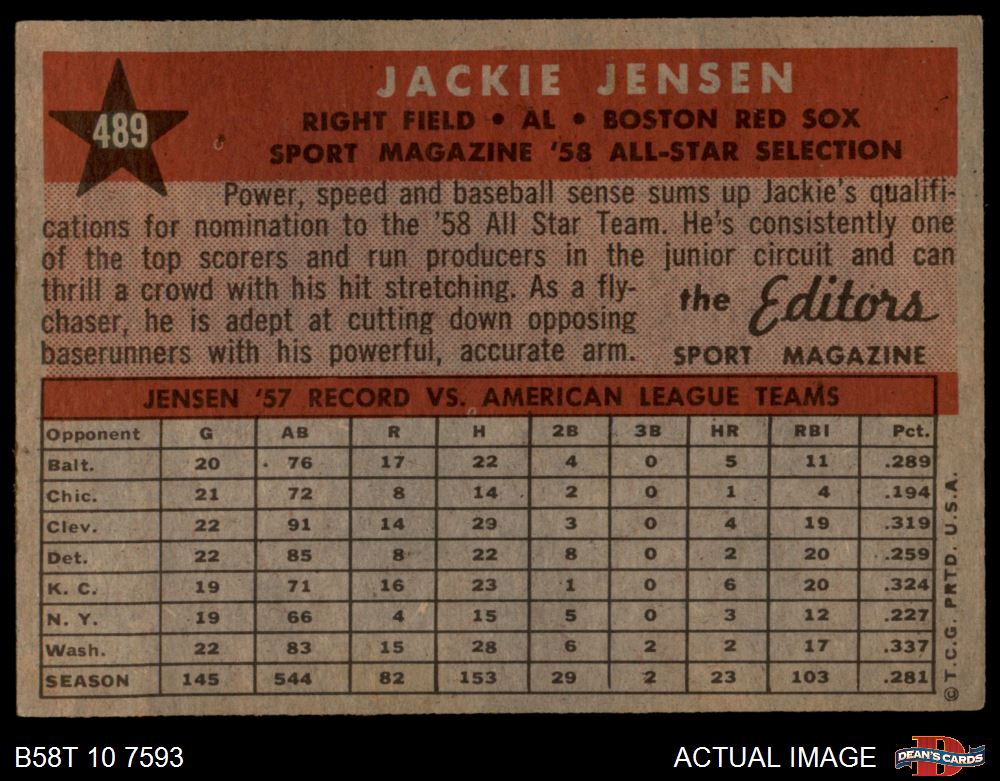 489
JACKIE JENSEN
RIGHT FIELD • AL • BOSTON RED SOX
SPORT MAGAZINE '58 ALL-STAR SELECTION
Power, speed and baseball sense sums up Jackie's qualifi-
cations for nomination to the '58 All Star Team. He's consistently one
of the top scorers and run producers in the junior circuit and can
thrill a crowd with his hit stretching. As a fly-
chaser, he is adept at cutting down opposing
baserunners with his powerful, accurate arm.
the Editors
SPORT MAGAZINE
JENSEN '57 RECORD VS. AMERICAN LEAGUE TEAMS
Opponent G AB R H 2B 3B HR RBI Pct.
Balt. 20 76 17 22 4 0 5 11 .289
Chic. 21 72 8 14 2 0 1 4 .194
Clev. 22 91 14 29 3 0 4 19 .319
Det. 22 85 8 22 8 0 2 20 .259
K. C. 19 71 16 23 1 0 6 20 .324
N. Y. 19 66 4 15 5 0 3 12 .227
Wash. 22 83 15 28 6 2 2 17 .337
SEASON 145 544 82 153 29 2 23 103 .281
© T.C.G. PRTD. U.S.A.
B58T 10 7593
ACTUAL IMAGE
DEAN'S CARDS